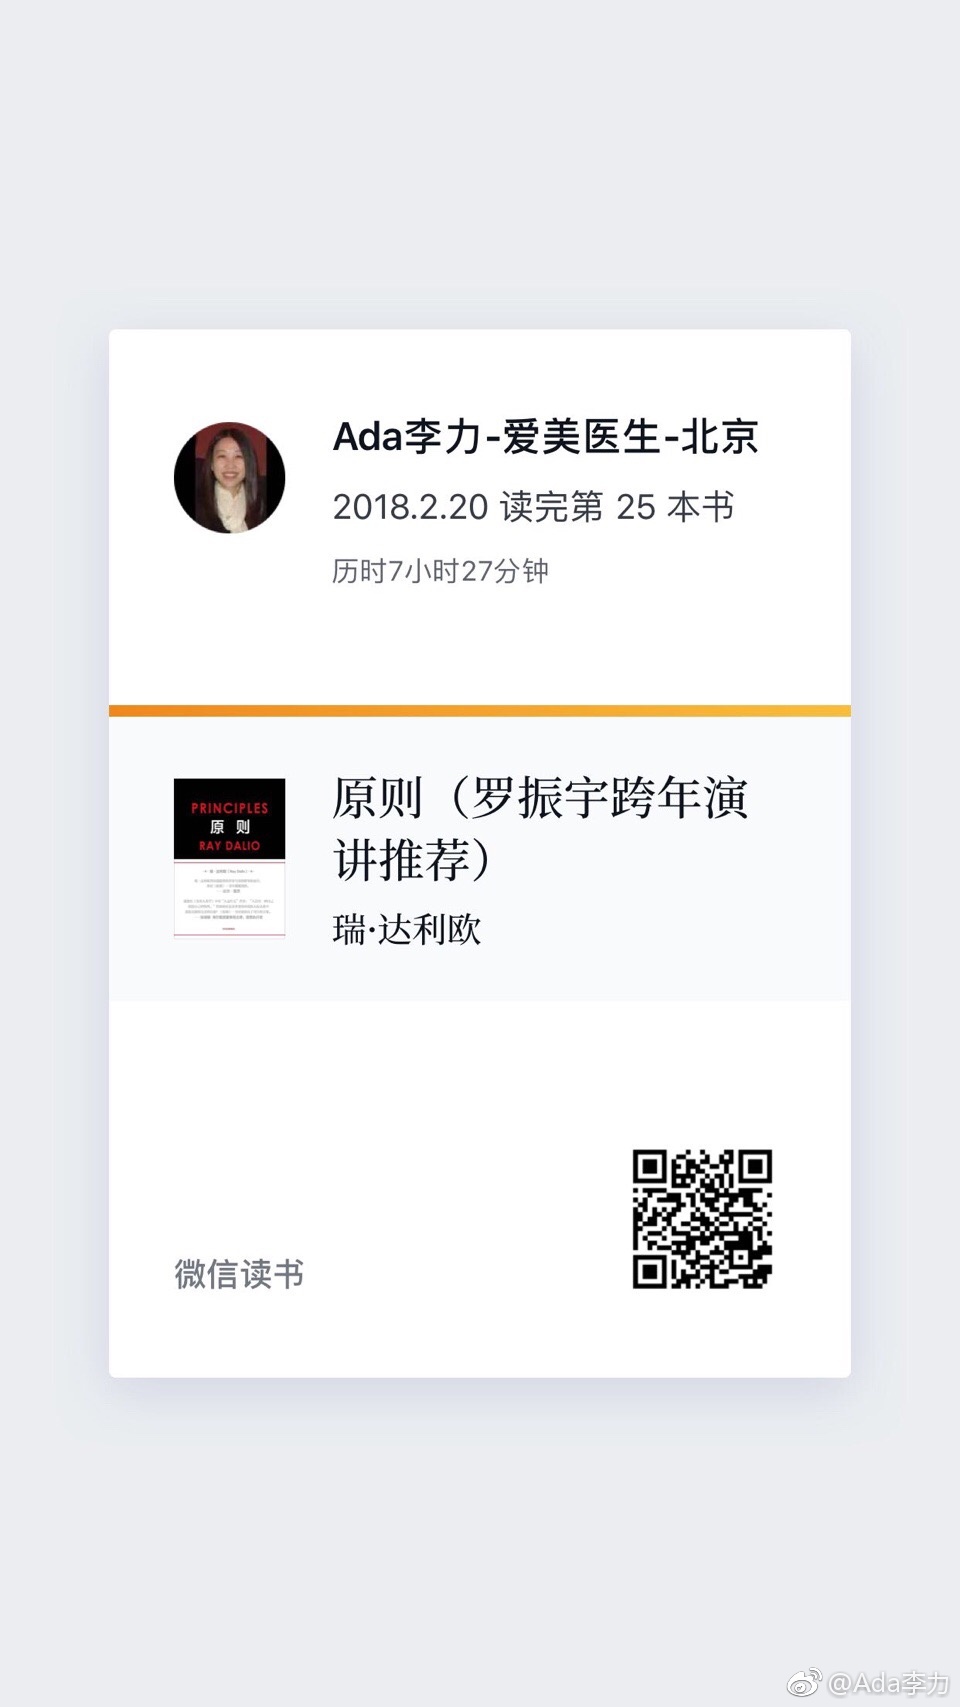 Ada李力-爱美医生-北京
2018.2.20 读完第 25 本书
历时7小时27分钟
PRINCIPLES
原 则
RAY DALIO
原则（罗振宇跨年演
讲推荐）
瑞·达利欧
微信读书
@Ada李力